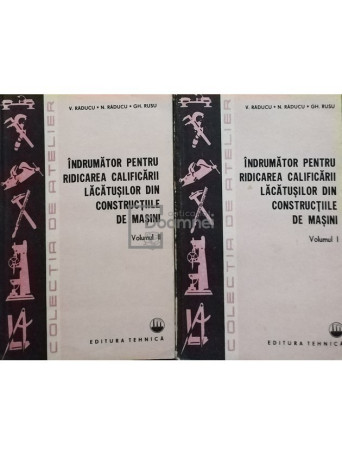 V. RADUCU • N. RADUCU • GH. RUSU
COLECȚIA DE ATELIER
ÎNDRUMĂTOR PENTRU
RIDICAREA CALIFICĂRII
LĂCĂTUȘILOR DIN
CONSTRUCȚIILE
DE MAȘINI
Volumul II
EDITURA TEHNICĂ
V. RADUCU • N. RADUCU • GH. RUSU
COLECȚIA DE ATELIER
ÎNDRUMĂTOR PENTRU
RIDICAREA CALIFICĂRII
LĂCĂTUȘILOR DIN
CONSTRUCȚIILE
DE MAȘINI
Volumul I
EDITURA TEHNICĂ